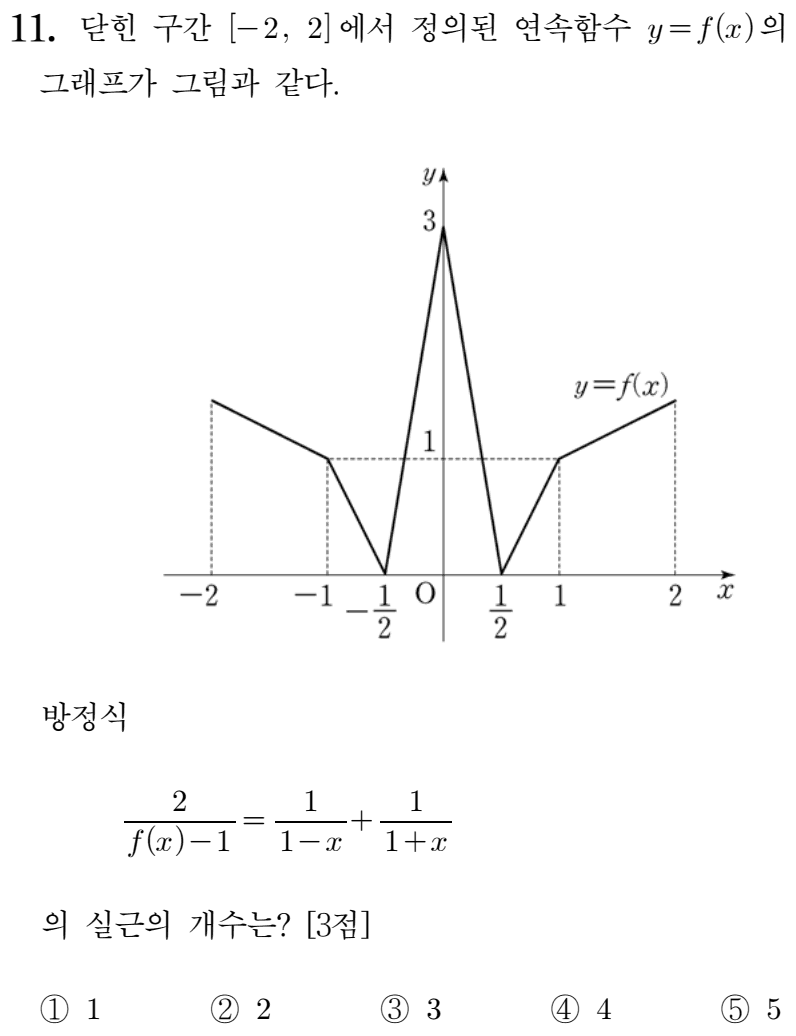 11. 닫힌 구간 [−2, 2]에서 정의된 연속함수 y=f(x)의
그래프가 그림과 같다.
y
3
y=f(x)
1
−2 −1 −1/2 O 1/2 1 2 x
방정식
2/(f(x)−1) = 1/(1−x) + 1/(1+x)
의 실근의 개수는? [3점]
① 1 ② 2 ③ 3 ④ 4 ⑤ 5